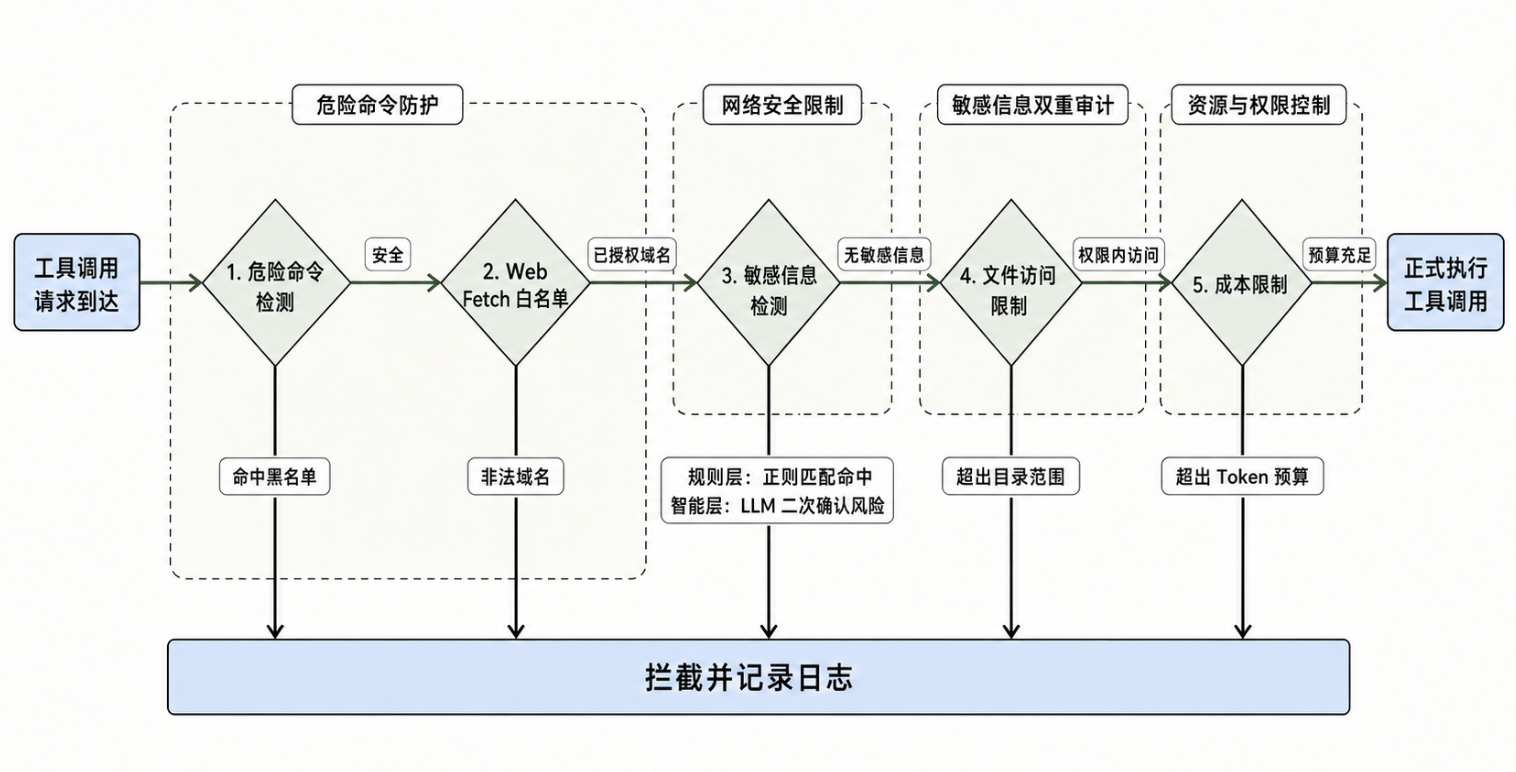 危险命令防护
网络安全限制
敏感信息双重审计
资源与权限控制
工具调用
请求到达
1. 危险命令
检测
安全
2. Web
Fetch 白名单
已授权域名
3. 敏感信息
检测
无敏感信息
4. 文件访问
限制
权限内访问
5. 成本限制
预算充足
正式执行
工具调用
命中黑名单
非法域名
规则层：正则匹配命中
智能层：LLM 二次确认风险
超出目录范围
超出 Token 预算
拦截并记录日志